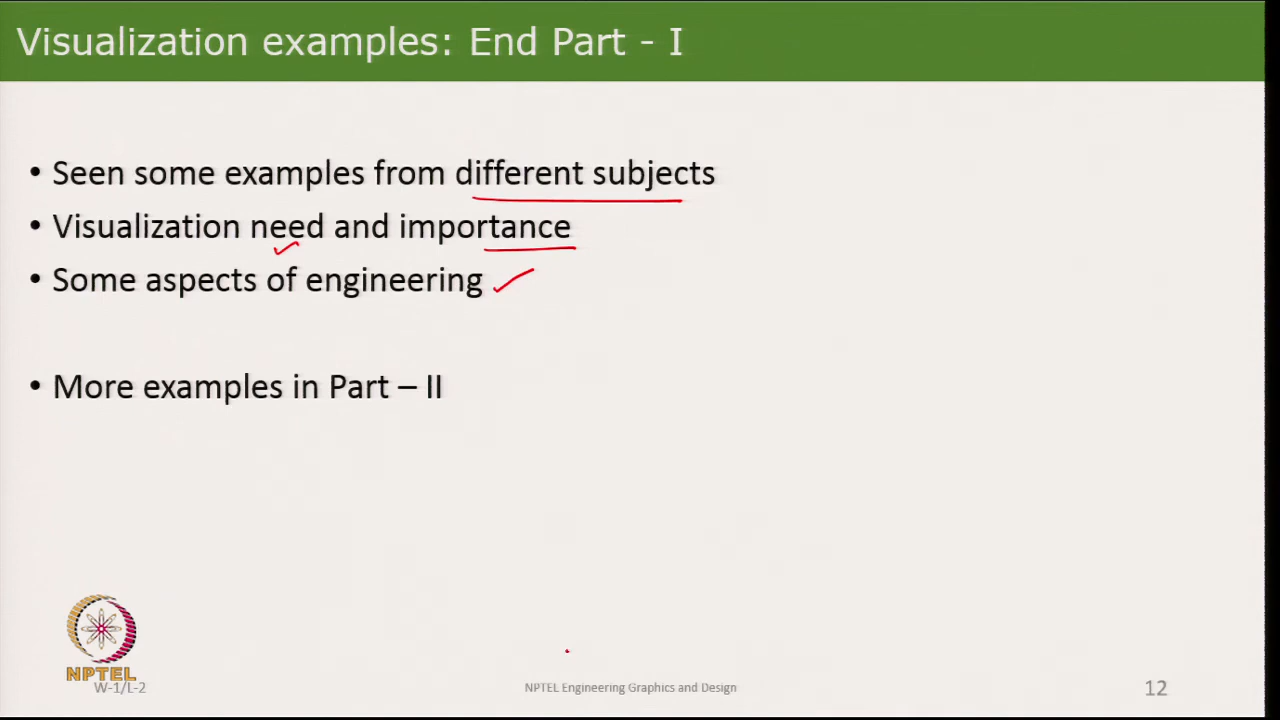 Visualization examples: End Part - I
• Seen some examples from different subjects
• Visualization need and importance
• Some aspects of engineering
• More examples in Part – II
NPTEL
W-1/L-2
NPTEL Engineering Graphics and Design
12